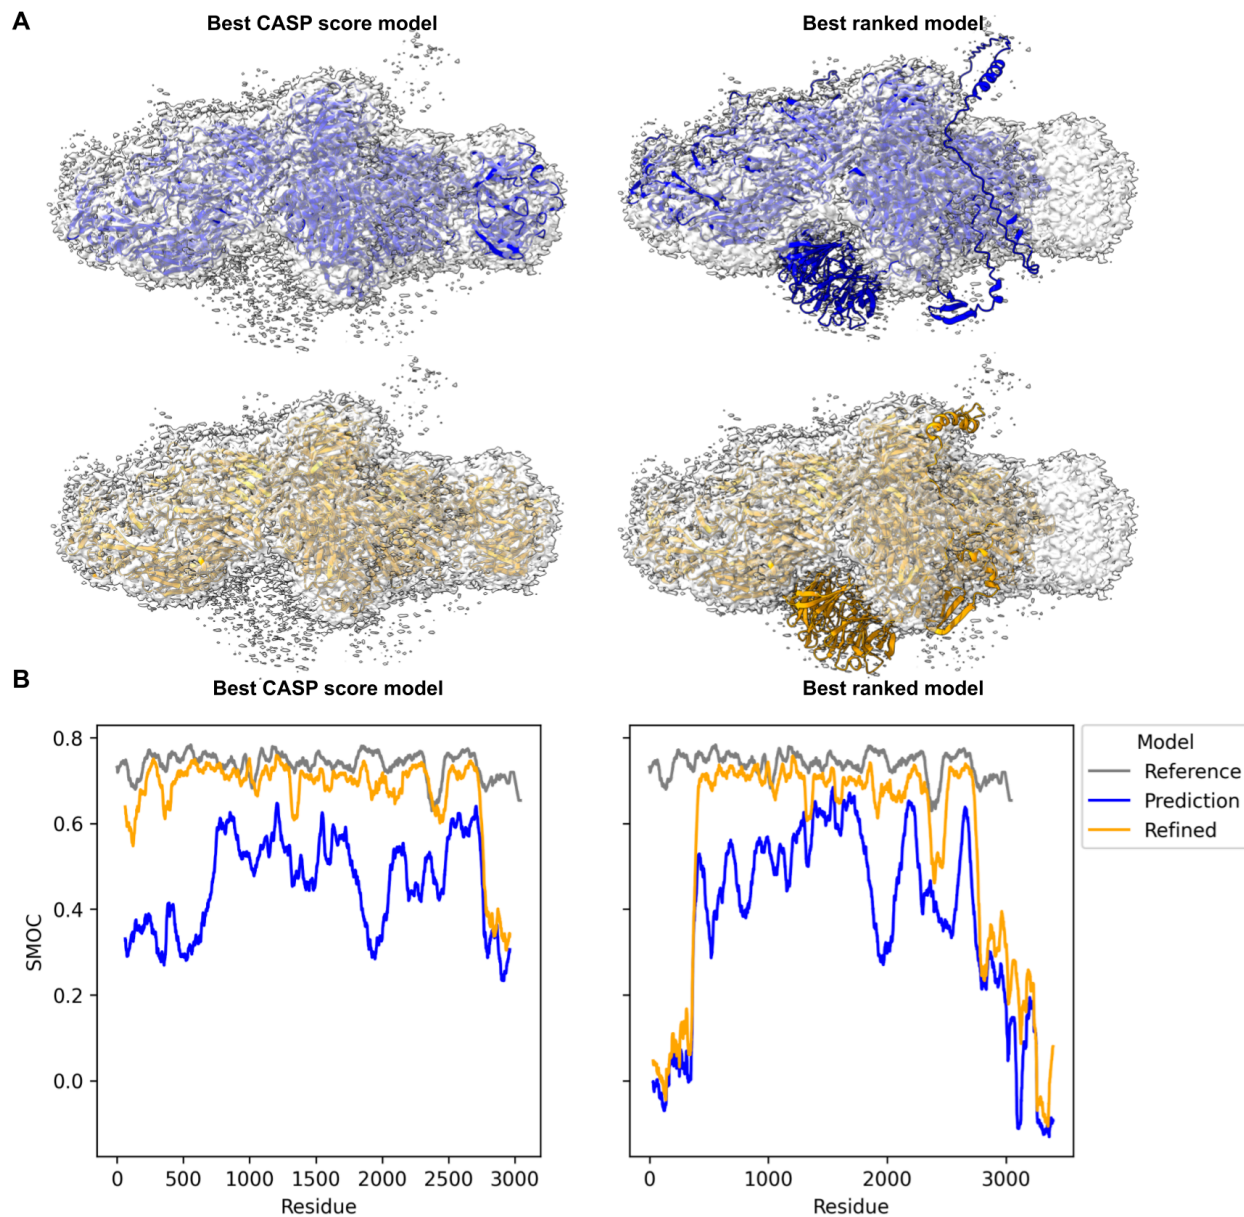 A
Best CASP score model
Best ranked model
B
Best CASP score model
Best ranked model
0.8
0.6
0.4
0.2
0.0
SMOC
0 500 1000 1500 2000 2500 3000
Residue
0 1000 2000 3000
Residue
Model
Reference
Prediction
Refined